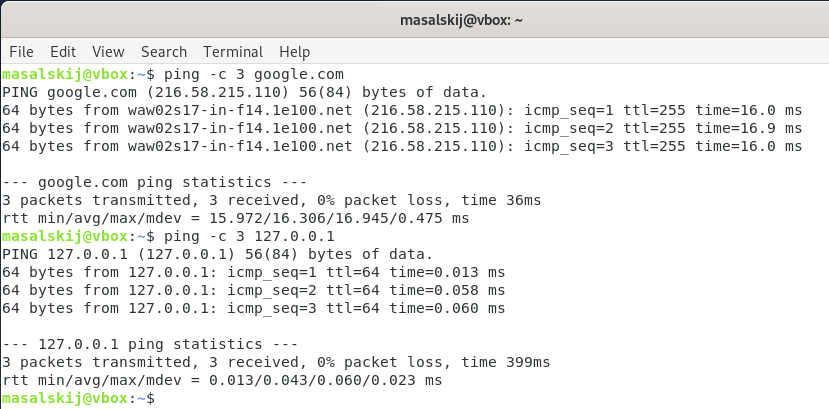 masalskij@vbox: ~
File Edit View Search Terminal Help
masalskij@vbox:~$ ping -c 3 google.com
PING google.com (216.58.215.110) 56(84) bytes of data.
64 bytes from waw02s17-in-f14.1e100.net (216.58.215.110): icmp_seq=1 ttl=255 time=16.0 ms
64 bytes from waw02s17-in-f14.1e100.net (216.58.215.110): icmp_seq=2 ttl=255 time=16.9 ms
64 bytes from waw02s17-in-f14.1e100.net (216.58.215.110): icmp_seq=3 ttl=255 time=16.0 ms

--- google.com ping statistics ---
3 packets transmitted, 3 received, 0% packet loss, time 36ms
rtt min/avg/max/mdev = 15.972/16.306/16.945/0.475 ms
masalskij@vbox:~$ ping -c 3 127.0.0.1
PING 127.0.0.1 (127.0.0.1) 56(84) bytes of data.
64 bytes from 127.0.0.1: icmp_seq=1 ttl=64 time=0.013 ms
64 bytes from 127.0.0.1: icmp_seq=2 ttl=64 time=0.058 ms
64 bytes from 127.0.0.1: icmp_seq=3 ttl=64 time=0.060 ms

--- 127.0.0.1 ping statistics ---
3 packets transmitted, 3 received, 0% packet loss, time 399ms
rtt min/avg/max/mdev = 0.013/0.043/0.060/0.023 ms
masalskij@vbox:~$